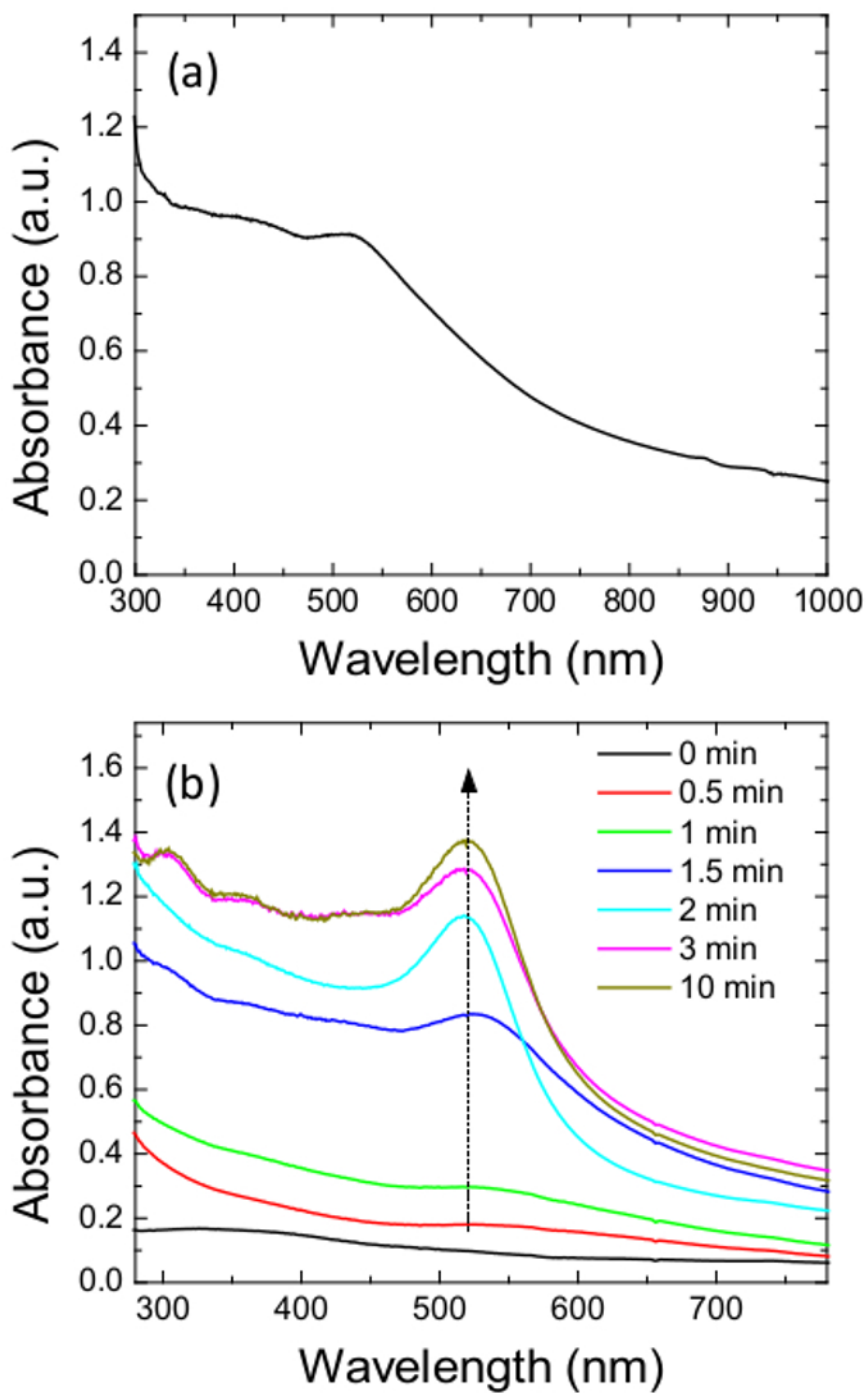 (a)
Absorbance (a.u.)
1.4
1.2
1.0
0.8
0.6
0.4
0.2
0.0
300 400 500 600 700 800 900 1000
Wavelength (nm)
(b)
Absorbance (a.u.)
1.6
1.4
1.2
1.0
0.8
0.6
0.4
0.2
0.0
0 min
0.5 min
1 min
1.5 min
2 min
3 min
10 min
300 400 500 600 700
Wavelength (nm)